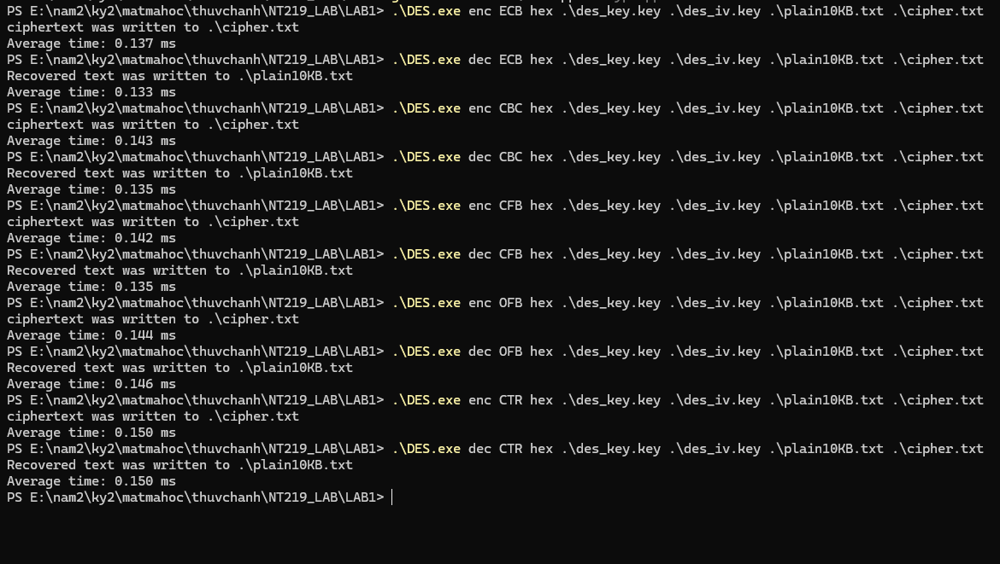 PS E:\nam2\ky2\matmahoc\thuvchanh\NT219_LAB\LAB1> .\DES.exe enc ECB hex .\des_key.key .\des_iv.key .\plain10KB.txt .\cipher.txt
ciphertext was written to .\cipher.txt
Average time: 0.137 ms
PS E:\nam2\ky2\matmahoc\thuvchanh\NT219_LAB\LAB1> .\DES.exe dec ECB hex .\des_key.key .\des_iv.key .\plain10KB.txt .\cipher.txt
Recovered text was written to .\plain10KB.txt
Average time: 0.133 ms
PS E:\nam2\ky2\matmahoc\thuvchanh\NT219_LAB\LAB1> .\DES.exe enc CBC hex .\des_key.key .\des_iv.key .\plain10KB.txt .\cipher.txt
ciphertext was written to .\cipher.txt
Average time: 0.143 ms
PS E:\nam2\ky2\matmahoc\thuvchanh\NT219_LAB\LAB1> .\DES.exe dec CBC hex .\des_key.key .\des_iv.key .\plain10KB.txt .\cipher.txt
Recovered text was written to .\plain10KB.txt
Average time: 0.135 ms
PS E:\nam2\ky2\matmahoc\thuvchanh\NT219_LAB\LAB1> .\DES.exe enc CFB hex .\des_key.key .\des_iv.key .\plain10KB.txt .\cipher.txt
ciphertext was written to .\cipher.txt
Average time: 0.142 ms
PS E:\nam2\ky2\matmahoc\thuvchanh\NT219_LAB\LAB1> .\DES.exe dec CFB hex .\des_key.key .\des_iv.key .\plain10KB.txt .\cipher.txt
Recovered text was written to .\plain10KB.txt
Average time: 0.135 ms
PS E:\nam2\ky2\matmahoc\thuvchanh\NT219_LAB\LAB1> .\DES.exe enc OFB hex .\des_key.key .\des_iv.key .\plain10KB.txt .\cipher.txt
ciphertext was written to .\cipher.txt
Average time: 0.144 ms
PS E:\nam2\ky2\matmahoc\thuvchanh\NT219_LAB\LAB1> .\DES.exe dec OFB hex .\des_key.key .\des_iv.key .\plain10KB.txt .\cipher.txt
Recovered text was written to .\plain10KB.txt
Average time: 0.146 ms
PS E:\nam2\ky2\matmahoc\thuvchanh\NT219_LAB\LAB1> .\DES.exe enc CTR hex .\des_key.key .\des_iv.key .\plain10KB.txt .\cipher.txt
ciphertext was written to .\cipher.txt
Average time: 0.150 ms
PS E:\nam2\ky2\matmahoc\thuvchanh\NT219_LAB\LAB1> .\DES.exe dec CTR hex .\des_key.key .\des_iv.key .\plain10KB.txt .\cipher.txt
Recovered text was written to .\plain10KB.txt
Average time: 0.150 ms
PS E:\nam2\ky2\matmahoc\thuvchanh\NT219_LAB\LAB1>